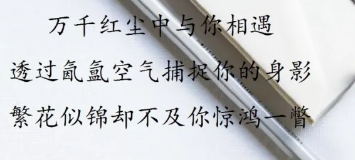 万千红尘中与你相遇
透过氤氲空气捕捉你的身影
繁花似锦却不及你惊鸿一瞥